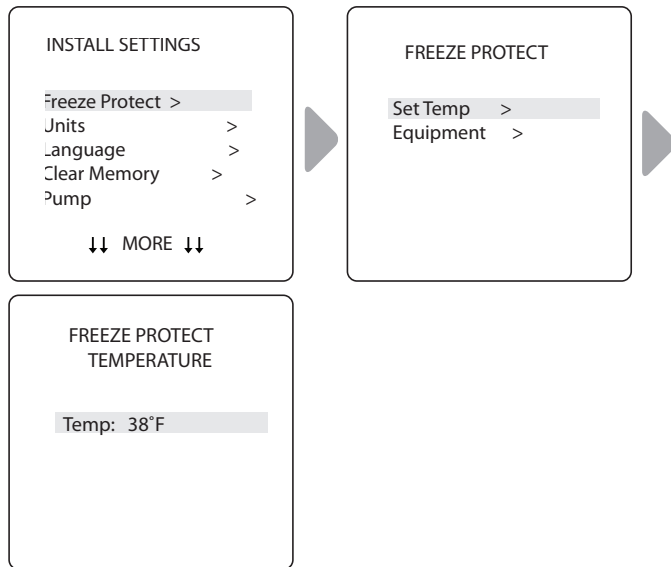 INSTALL SETTINGS
Freeze Protect >
Units >
Language >
Clear Memory >
Pump >
↓↓ MORE ↓↓
FREEZE PROTECT
Set Temp >
Equipment >
FREEZE PROTECT
TEMPERATURE
Temp: 38˚F